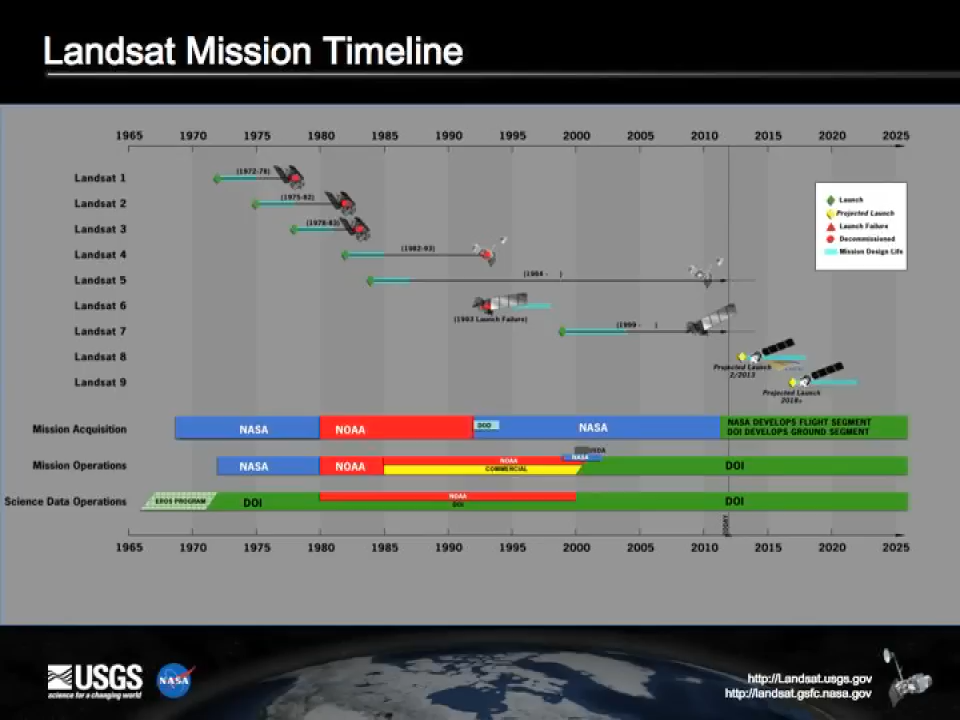 Landsat Mission Timeline
1965 1970 1975 1980 1985 1990 1995 2000 2005 2010 2015 2020 2025
Landsat 1
(1972-78)
Landsat 2
(1975-82)
Landsat 3
(1978-83)
Landsat 4
(1982-93)
Landsat 5
(1984 - )
Landsat 6
(1993 Launch Failure)
Landsat 7
(1999 - )
Landsat 8
Projected Launch
2/2013
Landsat 9
Projected Launch
2018
Launch
Projected Launch
Launch Failure
Decommissioned
Mission Design Life
Mission Acquisition
NASA NOAA DOD NASA
NASA DEVELOPS FLIGHT SEGMENT
DOI DEVELOPS GROUND SEGMENT
Mission Operations
NASA NOAA NOAA NASA DOI
COMMERCIAL
Science Data Operations
EROS PROGRAM DOI NOAA DOI
DOI
1965 1970 1975 1980 1985 1990 1995 2000 2005 2010 2015 2020 2025
USGS
science for a changing world
NASA
http://Landsat.usgs.gov
http://landsat.gsfc.nasa.gov